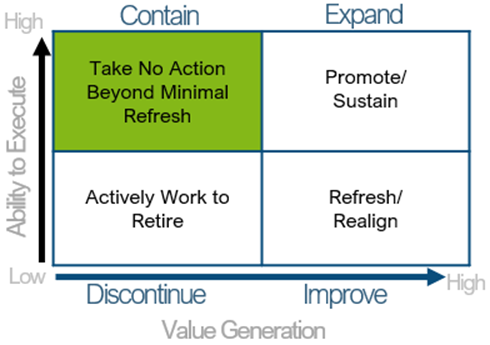 Contain
Expand
High
Take No Action
Beyond Minimal
Refresh
Promote/
Sustain
Ability to Execute
Actively Work to
Retire
Refresh/
Realign
Low
High
Discontinue
Improve
Value Generation